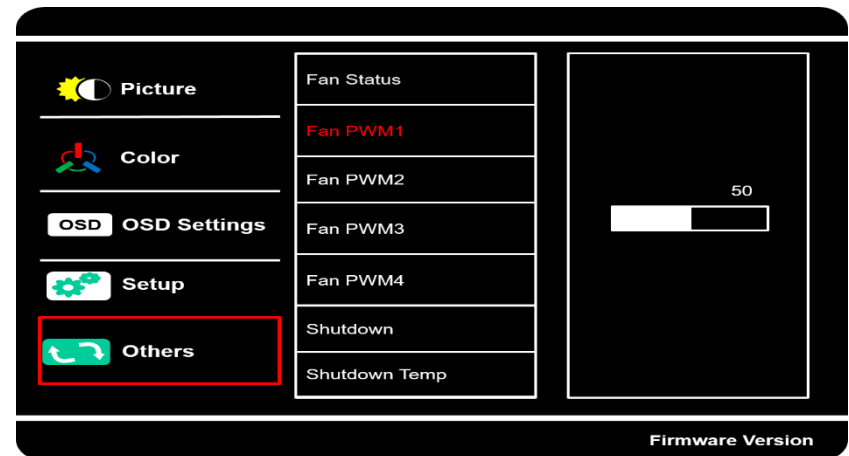 Picture
Color
OSD OSD Settings
Setup
Others
Fan Status
Fan PWM1
Fan PWM2
Fan PWM3
Fan PWM4
Shutdown
Shutdown Temp
50
Firmware Version